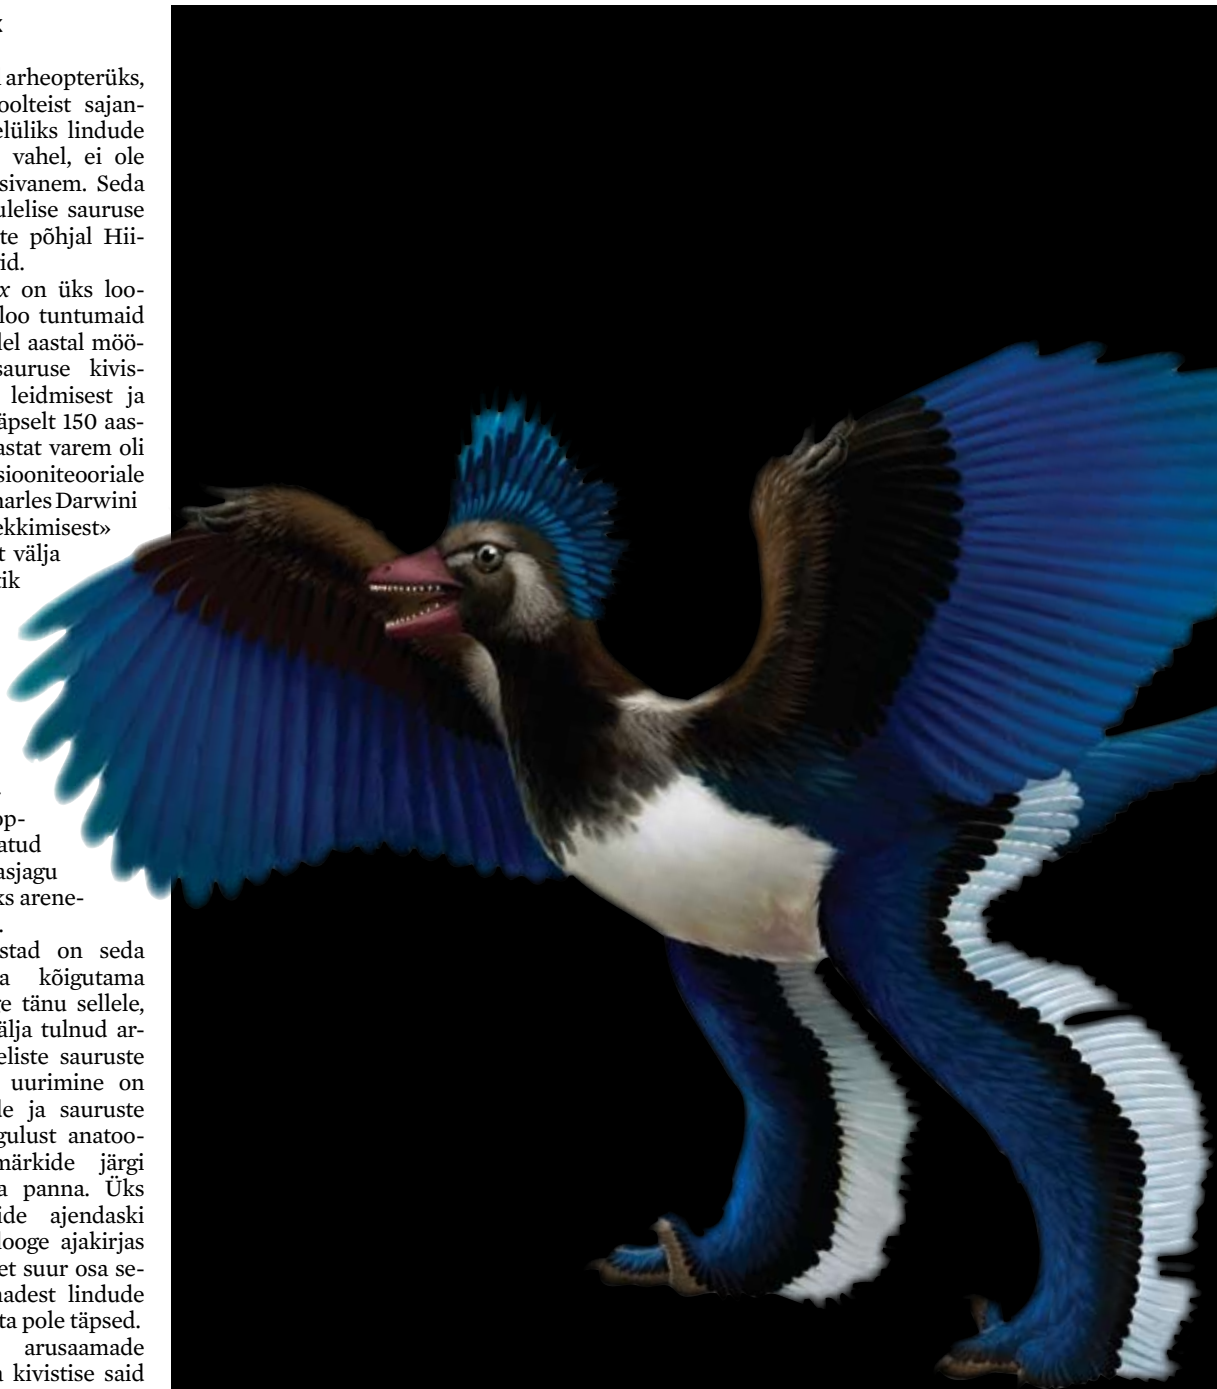 x
arheopterüks,
oolteist sajan-
elüliks lindude
vahel, ei ole
sivanem. Seda
ulelise sauruse
te põhjal Hii-
id.
x on üks loo-
loo tuntumaid
lel aastal möö-
sauruse kivis-
leidmisest ja
äpselt 150 aas-
astat varem oli
siooniteooriale
harles Darwini
ekkimisest»
t välja
tik
op-
atud
asjagu
ks arene-
.
stad on seda
a kõigutama
e tänu sellele,
älja tulnud ar-
eliste sauruste
uurimine on
le ja sauruste
gulust anatoo-
märkide järgi
a panna. Üks
ide ajendaski
looge ajakirjas
et suur osa se-
nadest lindude
ta pole täpsed.
arusaamade
kivistise said